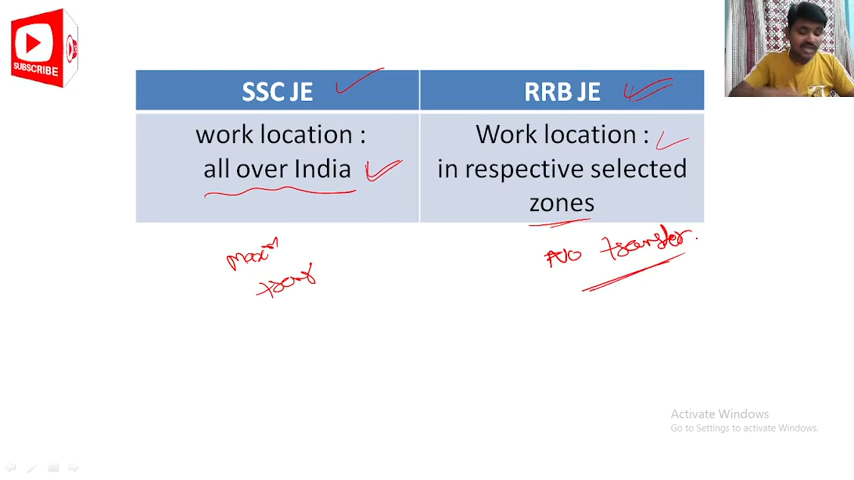 SUBSCRIBE
SSC JE
RRB JE
work location :
all over India
Work location :
in respective selected
zones
No transfer.
Activate Windows
Go to Settings to activate Windows.